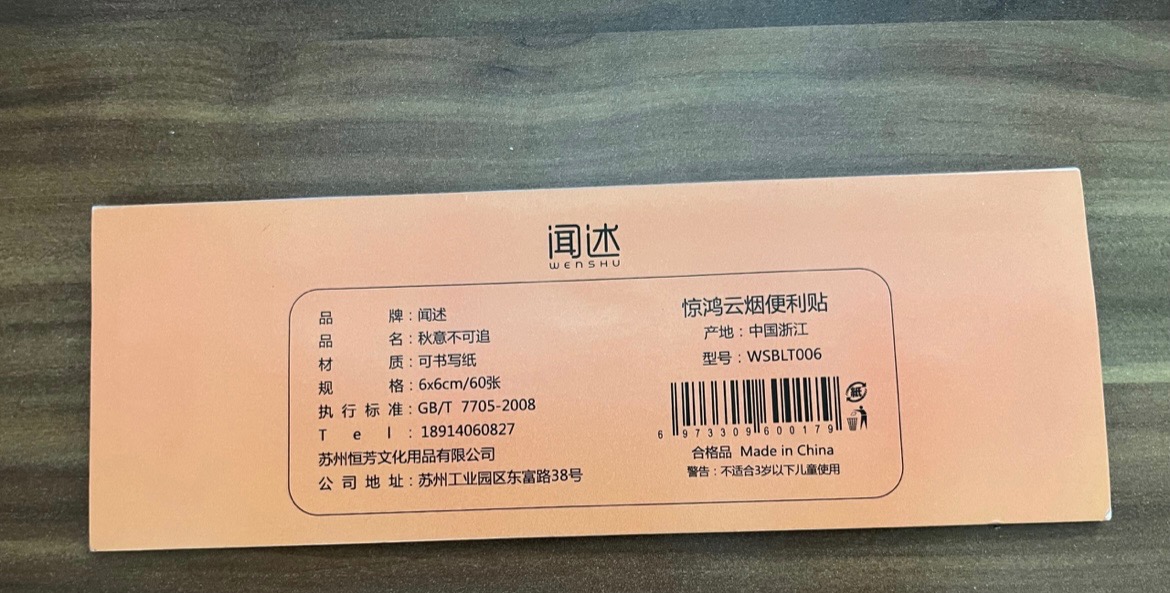 闻述
WENSHU
品牌：闻述
品名：秋意不可追
材质：可书写纸
规格：6x6cm/60张
执行标准：GB/T 7705-2008
Tel：18914060827
苏州恒芳文化用品有限公司
公司地址：苏州工业园区东富路38号
惊鸿云烟便利贴
产地：中国浙江
型号：WSBLT006
6 973309 600179
紙
合格品 Made in China
警告：不适合3岁以下儿童使用